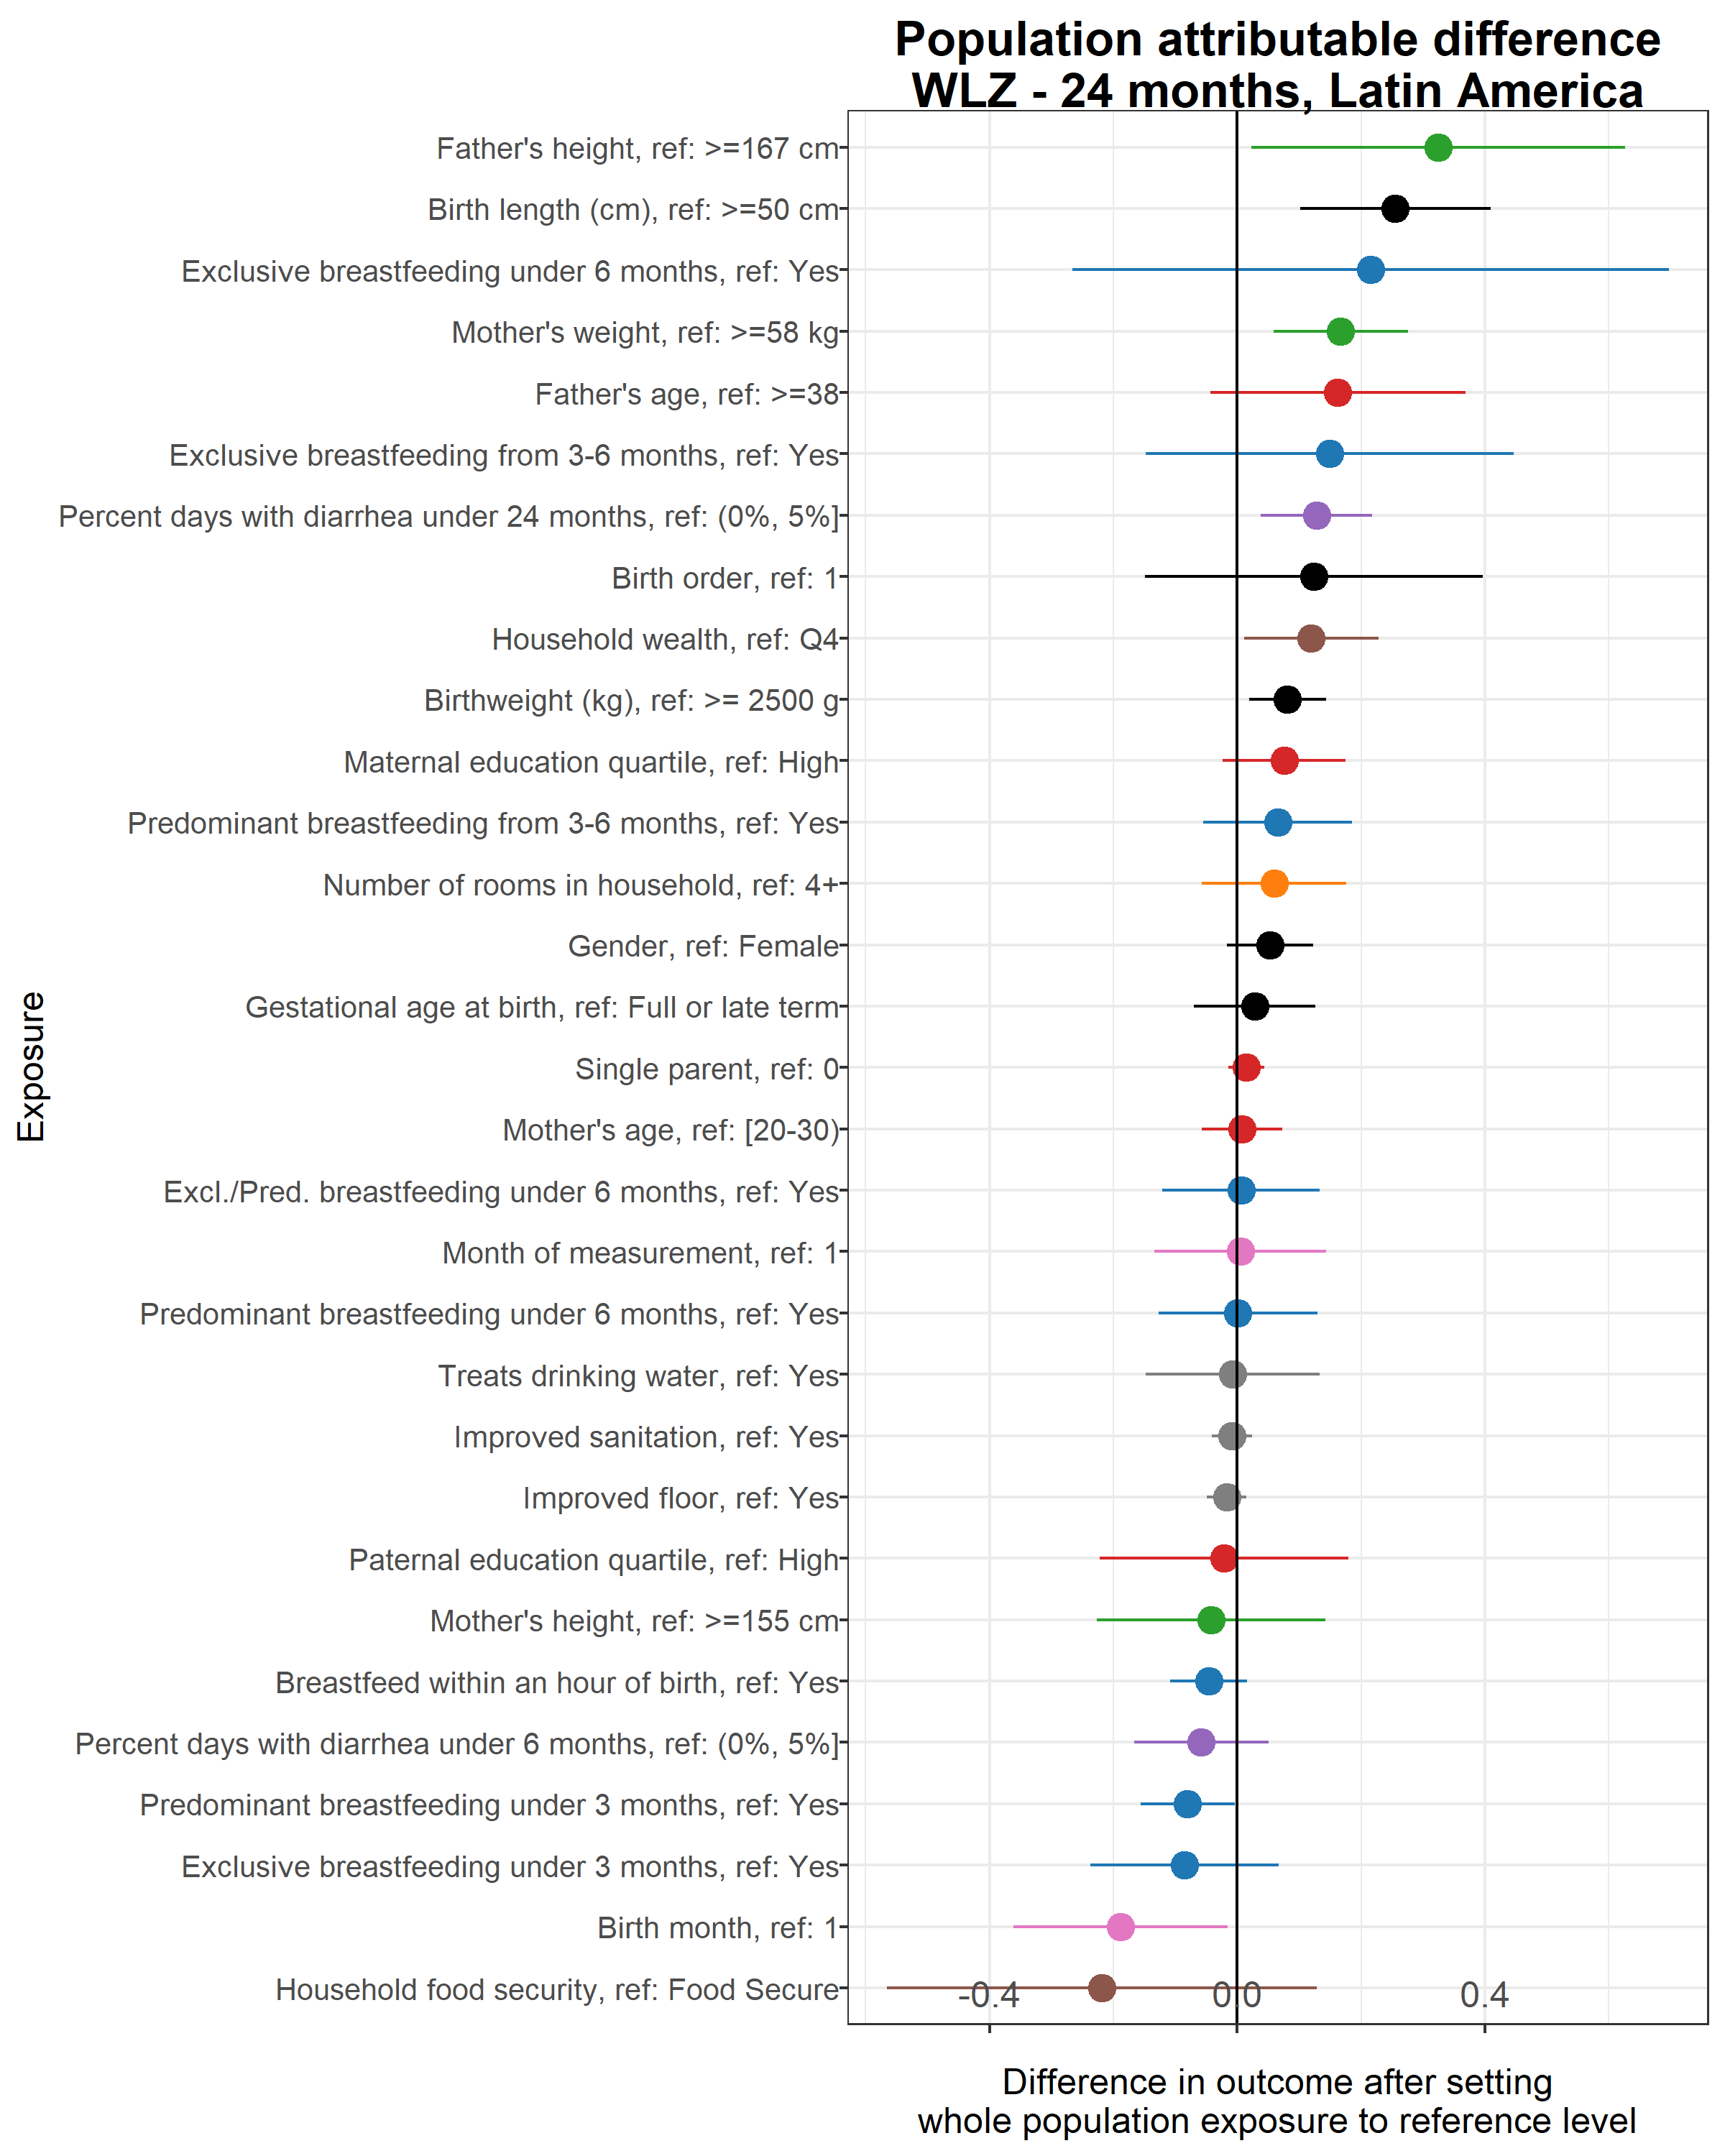 Population attributable difference
WLZ - 24 months, Latin America
Father's height, ref: >=167 cm
Birth length (cm), ref: >=50 cm
Exclusive breastfeeding under 6 months, ref: Yes
Mother's weight, ref: >=58 kg
Father's age, ref: >=38
Exclusive breastfeeding from 3-6 months, ref: Yes
Percent days with diarrhea under 24 months, ref: (0%, 5%]
Birth order, ref: 1
Household wealth, ref: Q4
Birthweight (kg), ref: >= 2500 g
Maternal education quartile, ref: High
Predominant breastfeeding from 3-6 months, ref: Yes
Number of rooms in household, ref: 4+
Gender, ref: Female
Gestational age at birth, ref: Full or late term
Single parent, ref: 0
Mother's age, ref: [20-30)
Excl./Pred. breastfeeding under 6 months, ref: Yes
Month of measurement, ref: 1
Predominant breastfeeding under 6 months, ref: Yes
Treats drinking water, ref: Yes
Improved sanitation, ref: Yes
Improved floor, ref: Yes
Paternal education quartile, ref: High
Mother's height, ref: >=155 cm
Breastfeed within an hour of birth, ref: Yes
Percent days with diarrhea under 6 months, ref: (0%, 5%]
Predominant breastfeeding under 3 months, ref: Yes
Exclusive breastfeeding under 3 months, ref: Yes
Birth month, ref: 1
Household food security, ref: Food Secure
Exposure
-0.4 0.0 0.4
Difference in outcome after setting
whole population exposure to reference level